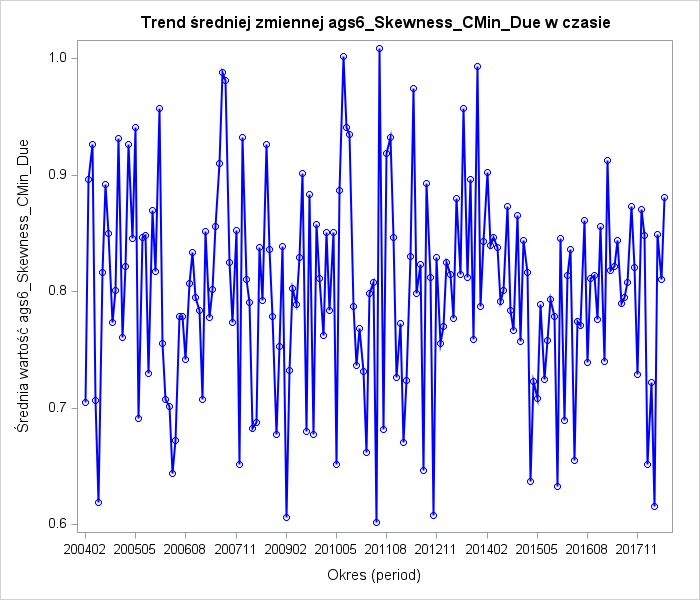 Trend średniej zmiennej ags6_Skewness_CMin_Due w czasie
Średnia wartość ags6_Skewness_CMin_Due
1.0
0.9
0.8
0.7
0.6
200402 200505 200608 200711 200902 201005 201108 201211 201402 201505 201608 201711
Okres (period)